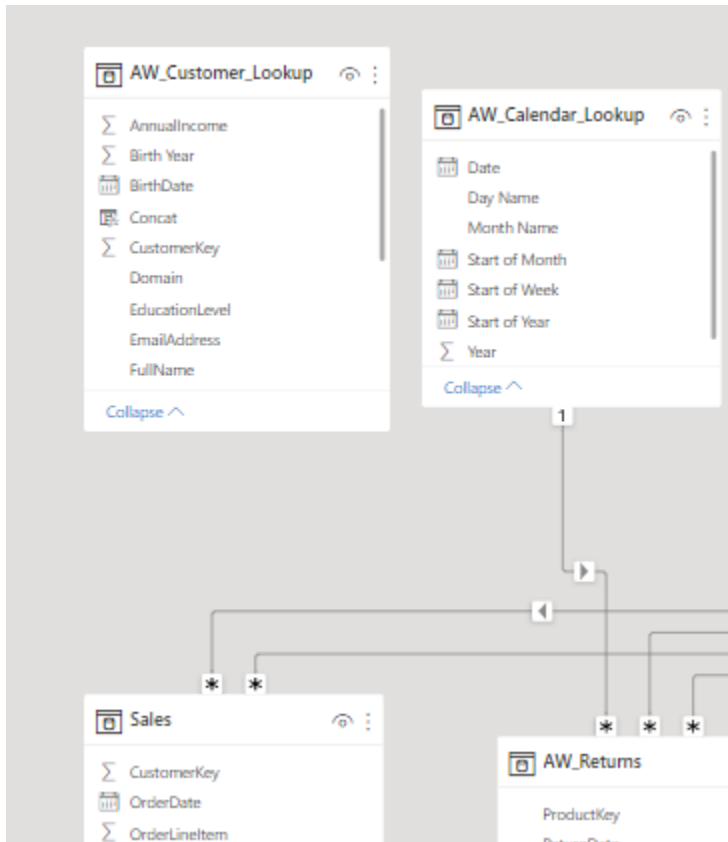 AW_Customer_Lookup
AnnualIncome
Birth Year
BirthDate
Concat
CustomerKey
Domain
EducationLevel
EmailAddress
FullName
Collapse
AW_Calendar_Lookup
Date
Day Name
Month Name
Start of Month
Start of Week
Start of Year
Year
Collapse
1
*
*
*
*
*
Sales
CustomerKey
OrderDate
OrderLineItem
AW_Returns
ProductKey